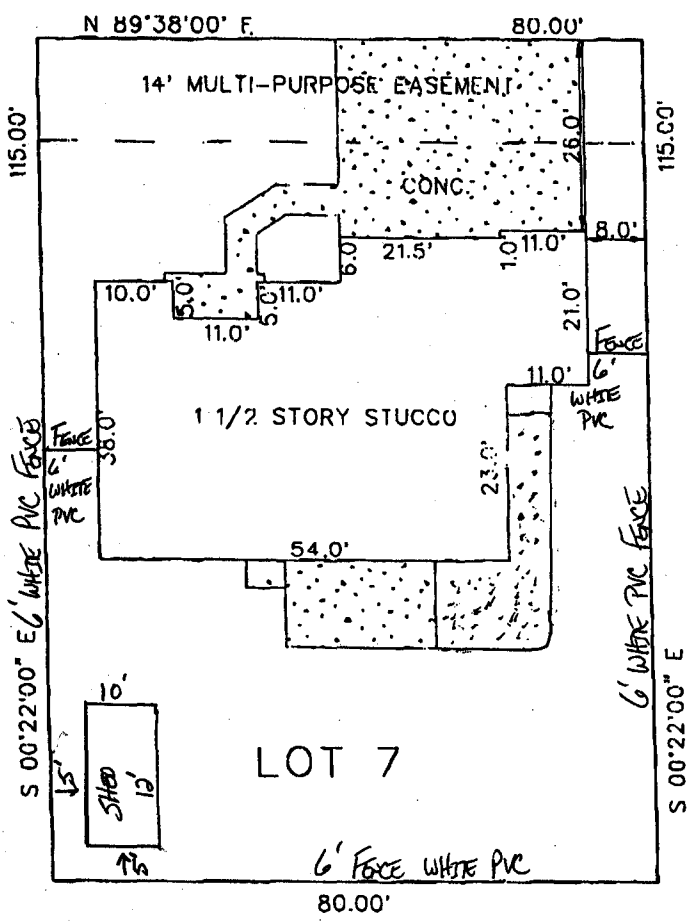 N 89°38'00" E 80.00'
14' MULTI-PURPOSE EASEMENT
115.00'
115.00'
26.0'
CONC.
8.0'
6.0
21.5'
1.0'
11.0'
10.0'
5.0'
11.0'
5.0'
11.0'
21.0'
FENCE
6'
WHITE
PVC
11.0'
1 1/2 STORY STUCCO
FENCE
6'
WHITE
PVC
38.0'
23.0'
54.0'
6' WHITE PVC FENCE
S 00°22'00" E
6' WHITE PVC FENCE
S 00°22'00" E
10'
SHED
12'
5'
LOT 7
6' FENCE WHITE PVC
80.00'